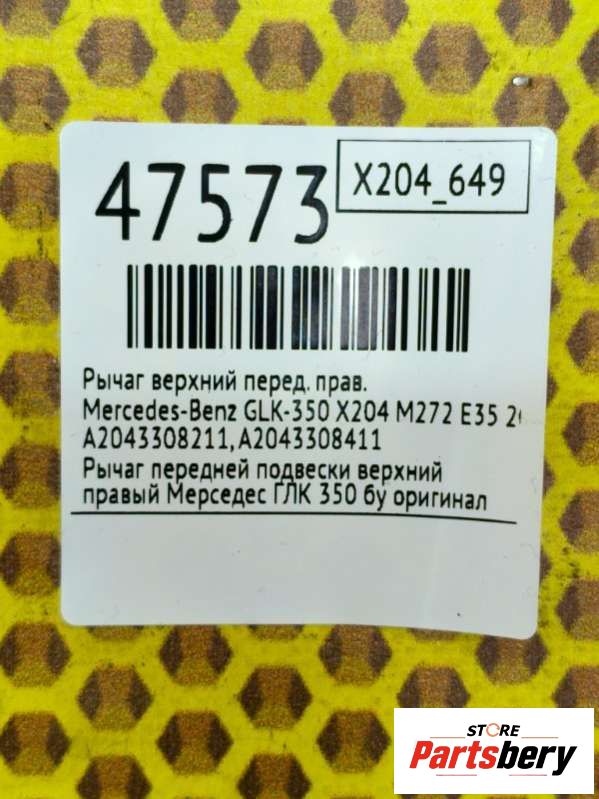 47573
X204_649
Рычаг верхний перед. прав.
Mercedes-Benz GLK-350 X204 M272 E35
A2043308211, A2043308411
Рычаг передней подвески верхний
правый Мерседес ГЛК 350 бу оригинал
STORE
Partsbery